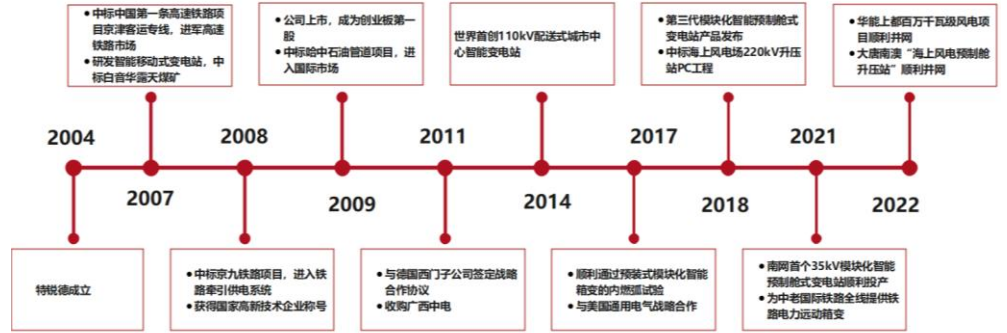 ● 中标中国第一条高速铁路项
目京津客运专线，进军高速
铁路市场
● 研发智能移动式变电站，中
标白音华露天煤矿
● 公司上市，成为创业板第一
股
● 中标哈中石油管道项目，进
入国际市场
世界首创110kV配送式城市中
心智能变电站
● 第三代模块化智能预制舱式
变电站产品发布
● 中标海上风电场220kV升压
站PC工程
● 华能上都百万千瓦级风电项
目顺利并网
● 大唐南澳“海上风电预制舱
升压站”顺利并网
2004
2008
2011
2017
2021
2007
2009
2014
2018
2022
特锐德成立
● 中标京九铁路项目，进入铁
路牵引供电系统
● 获得国家高新技术企业称号
● 与德国西门子公司签定战略
合作协议
● 收购广西中电
● 顺利通过预装式模块化智能
箱变的内燃弧试验
● 与美国通用电气战略合作
● 南网首个35kV模块化智能
预制舱式变电站顺利投产
● 为中老国际铁路全线提供铁
路电力远动箱变